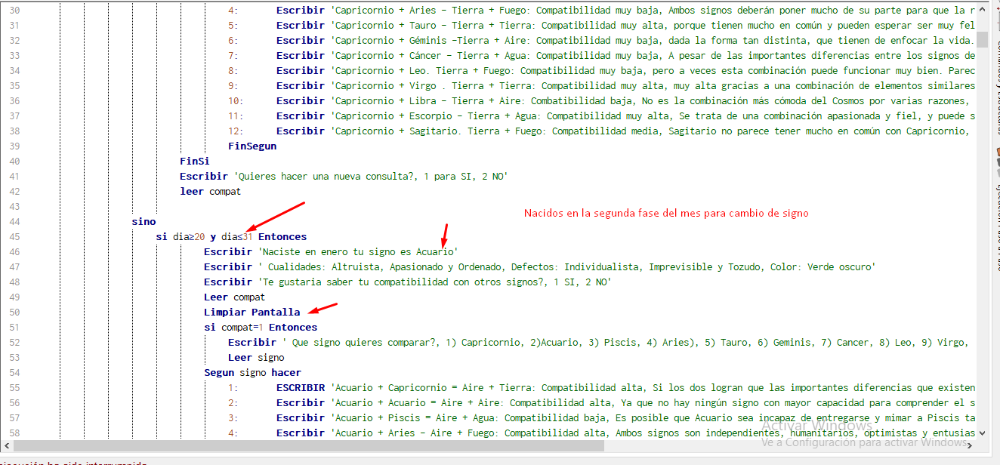 30 4: Escribir 'Capricornio + Aries – Tierra + Fuego: Compatibilidad muy baja, Ambos signos deberán poner mucho de su parte para que la r
31 5: Escribir 'Capricornio + Tauro – Tierra + Tierra: Compatibilidad muy alta, porque tienen mucho en común y pueden esperar ser muy fel
32 6: Escribir 'Capricornio + Géminis –Tierra + Aire: Compatibilidad muy baja, dada la forma tan distinta, que tienen de enfocar la vida.
33 7: Escribir 'Capricornio + Cáncer – Tierra + Agua: Compatibilidad muy baja, A pesar de las importantes diferencias entre los signos de
34 8: Escribir 'Capricornio + Leo. Tierra + Fuego: Compatibilidad muy baja, pero a veces esta combinación puede funcionar muy bien. Parec
35 9: Escribir 'Capricornio + Virgo . Tierra + Tierra: Compatibilidad muy alta, muy alta gracias a una combinación de elementos similares
36 10: Escribir 'Capricornio + Libra – Tierra + Aire: Combatibilidad baja, No es la combinación más cómoda del Cosmos por varias razones,
37 11: Escribir 'Capricornio + Escorpio – Tierra + Agua: Compatibilidad muy alta, Se trata de una combinación apasionada y fiel, y puede s
38 12: Escribir 'Capricornio + Sagitario. Tierra + Fuego: Compatibilidad media, Sagitario no parece tener mucho en común con Capricornio,
39 FinSegun
40 FinSi
41 Escribir 'Quieres hacer una nueva consulta?, 1 para SI, 2 NO'
42 leer compat
43 Nacidos en la segunda fase del mes para cambio de signo
44 sino
45 si dia≥20 y dia≤31 Entonces
46 Escribir 'Naciste en enero tu signo es Acuario'
47 Escribir ' Cualidades: Altruista, Apasionado y Ordenado, Defectos: Individualista, Imprevisible y Tozudo, Color: Verde oscuro'
48 Escribir 'Te gustaria saber tu compatibilidad con otros signos?, 1 SI, 2 NO'
49 Leer compat
50 Limpiar Pantalla
51 si compat=1 Entonces
52 Escribir ' Que signo quieres comparar?, 1) Capricornio, 2)Acuario, 3) Piscis, 4) Aries), 5) Tauro, 6) Geminis, 7) Cancer, 8) Leo, 9) Virgo,
53 Leer signo
54 Segun signo hacer
55 1: ESCRIBIR 'Acuario + Capricornio = Aire + Tierra: Compatibilidad alta, Si los dos logran que las importantes diferencias que existen
56 2: Escribir 'Acuario + Acuario = Aire + Aire: Compatibilidad alta, Ya que no hay ningún signo con mayor capacidad para comprender el s
57 3: Escribir 'Acuario + Piscis = Aire + Agua: Compatibilidad baja, Es posible que Acuario sea incapaz de entregarse y mimar a Piscis ta
58 4: Escribir 'Acuario + Aries – Aire + Fuego: Compatibilidad alta, Ambos signos son independientes, humanitarios, optimistas y entusias
Activar Windows
Ve a Configuración para activar Windows.